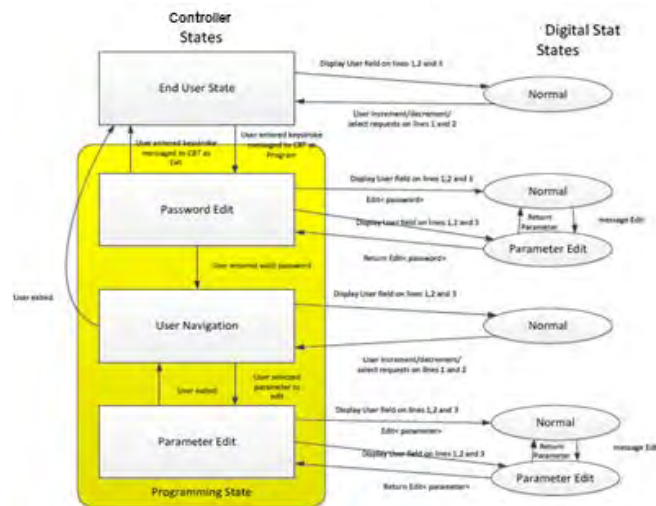 Controller
States
Digital Stat
States
Display User field on lines 1,2 and 3
End User State
Normal
User Increment/decrement/
select requests on lines 1 and 2
User entered keystroke
messaged to CBT as
Exit
User entered keystroke
messaged to CBT as
Program
Display User field on lines 1,2 and 3
Normal
Edit< password>
Password Edit
Return
Parameter
message Edit
Display User field on lines 1,2 and 3
Parameter Edit
Return Edit< password>
User entered valid password
User exited
Display User field on lines 1,2 and 3
User Navigation
Normal
User Increment/decrement/
select requests on lines 1 and 2
User exited
User selected
parameter to
edit
Display User field on lines 1,2 and 3
Normal
Edit< parameter>
Parameter Edit
Return
Parameter
message Edit
Display User field on lines 1,2 and 3
Parameter Edit
Return Edit< parameter>
Programming State